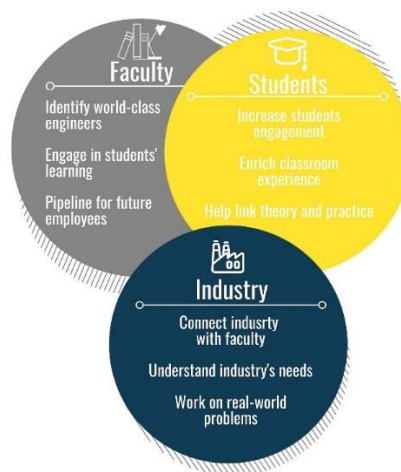 Faculty
Identify world-class
engineers
Engage in students'
learning
Pipeline for future
employees
Students
Increase students
engagement
Enrich classroom
experience
Help link theory and practice
Industry
Connect indusrty
with faculty
Understand industry's needs
Work on real-world
problems